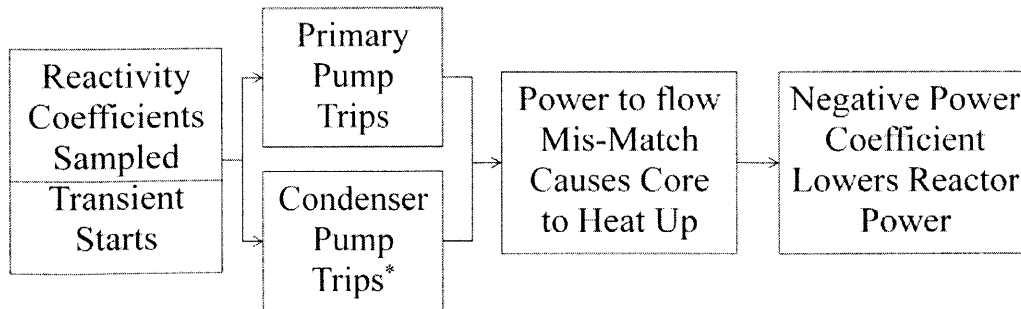 Reactivity
Coefficients
Sampled
Transient
Starts
Primary
Pump
Trips
Condenser
Pump
Trips*
Power to flow
Mis-Match
Causes Core
to Heat Up
Negative Power
Coefficient
Lowers Reactor
Power